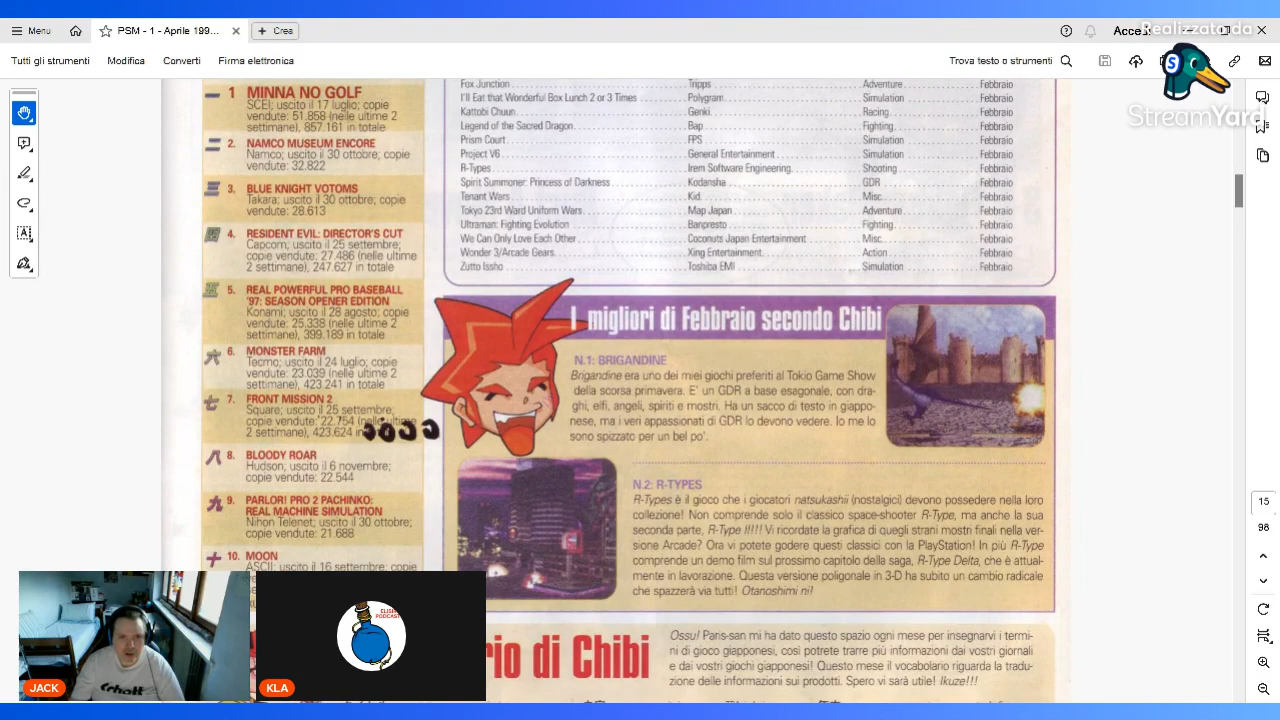 Menu
PSM - 1 - Aprile 199...
Crea
Realizzato da
Tutti gli strumenti
Modifica
Converti
Firma elettronica
Trova testo o strumenti
StreamYard
1 MINNA NO GOLF
SCEI; uscito il 17 luglio; copie
vendute: 51.858 (nelle ultime 2
settimane), 857.161 in totale
2. NAMCO MUSEUM ENCORE
Namco; uscito il 30 ottobre; copie
vendute: 32.822
3. BLUE KNIGHT VOTOMS
Takara; uscito il 30 ottobre; copie
vendute: 28.613
4. RESIDENT EVIL: DIRECTOR'S CUT
Capcom; uscito il 25 settembre;
copie vendute: 27.486 (nelle ultime
2 settimane), 247.627 in totale
5. REAL POWERFUL PRO BASEBALL
'97: SEASON OPENER EDITION
Konami; uscito il 28 agosto; copie
vendute: 25.338 (nelle ultime 2
settimane), 399.189 in totale
6. MONSTER FARM
Tecmo; uscito il 24 luglio; copie
vendute: 23.039 (nelle ultime 2
settimane), 423.241 in totale
7. FRONT MISSION 2
Square; uscito il 25 settembre;
copie vendute: 22.754 (nelle ultime
2 settimane), 423.624 in
8. BLOODY ROAR
Hudson; uscito il 6 novembre;
copie vendute: 22.544
9. PARLOR! PRO 2 PACHINKO:
REAL MACHINE SIMULATION
Nihon Telenet; uscito il 30 ottobre;
copie vendute: 21.688
10. MOON
ASCII; uscito il 16 settembre; copie
Fox Junction Tripps Adventure Febbraio
I'll Eat that Wonderful Box Lunch 2 or 3 Times Polygram Simulation Febbraio
Kattobi Chuun Genki Racing Febbraio
Legend of the Sacred Dragon Bap Fighting Febbraio
Prism Court FPS Simulation Febbraio
Project V6 General Entertainment Simulation Febbraio
R-Types Irem Software Engineering Shooting Febbraio
Spirit Summoner: Princess of Darkness Kodansha GDR Febbraio
Tenant Wars Kid Misc Febbraio
Tokyo 23rd Ward Uniform Wars Map Japan Adventure Febbraio
Ultraman: Fighting Evolution Banpresto Fighting Febbraio
We Can Only Love Each Other Coconuts Japan Entertainment Misc Febbraio
Wonder 3/Arcade Gears Xing Entertainment Action Febbraio
Zutto Issho Toshiba EMI Simulation Febbraio
I migliori di Febbraio secondo Chibi
N.1: BRIGANDINE
Brigandine era uno dei miei giochi preferiti al Tokio Game Show
della scorsa primavera. E' un GDR a base esagonale, con dra-
ghi, elfi, angeli, spiriti e mostri. Ha un sacco di testo in giappo-
nese, ma i veri appassionati di GDR lo devono vedere. Io me lo
sono spizzato per un bel po'.
N.2: R-TYPES
R-Types è il gioco che i giocatori natsukashii (nostalgici) devono possedere nella loro
collezione! Non comprende solo il classico space-shooter R-Type, ma anche la sua
seconda parte, R-Type II!!!! Vi ricordate la grafica di quegli strani mostri finali nella ver-
sione Arcade? Ora vi potete godere questi classici con la PlayStation! In più R-Type
comprende un demo film sul prossimo capitolo della saga, R-Type Delta, che è attual-
mente in lavorazione. Questa versione poligonale in 3-D ha subito un cambio radicale
che spazzerà via tutti! Otanoshimi ni!
rio di Chibi
Ossu! Paris-san mi ha dato questo spazio ogni mese per insegnarvi i termi-
ni di gioco giapponesi, così potrete trarre più informazioni dai vostri giornali
e dai vostri giochi giapponesi! Questo mese il vocabolario riguarda la tradu-
zione delle informazioni sui prodotti. Spero vi sarà utile! Ikuze!!!
15
98
JACK
KLA
PODCAST